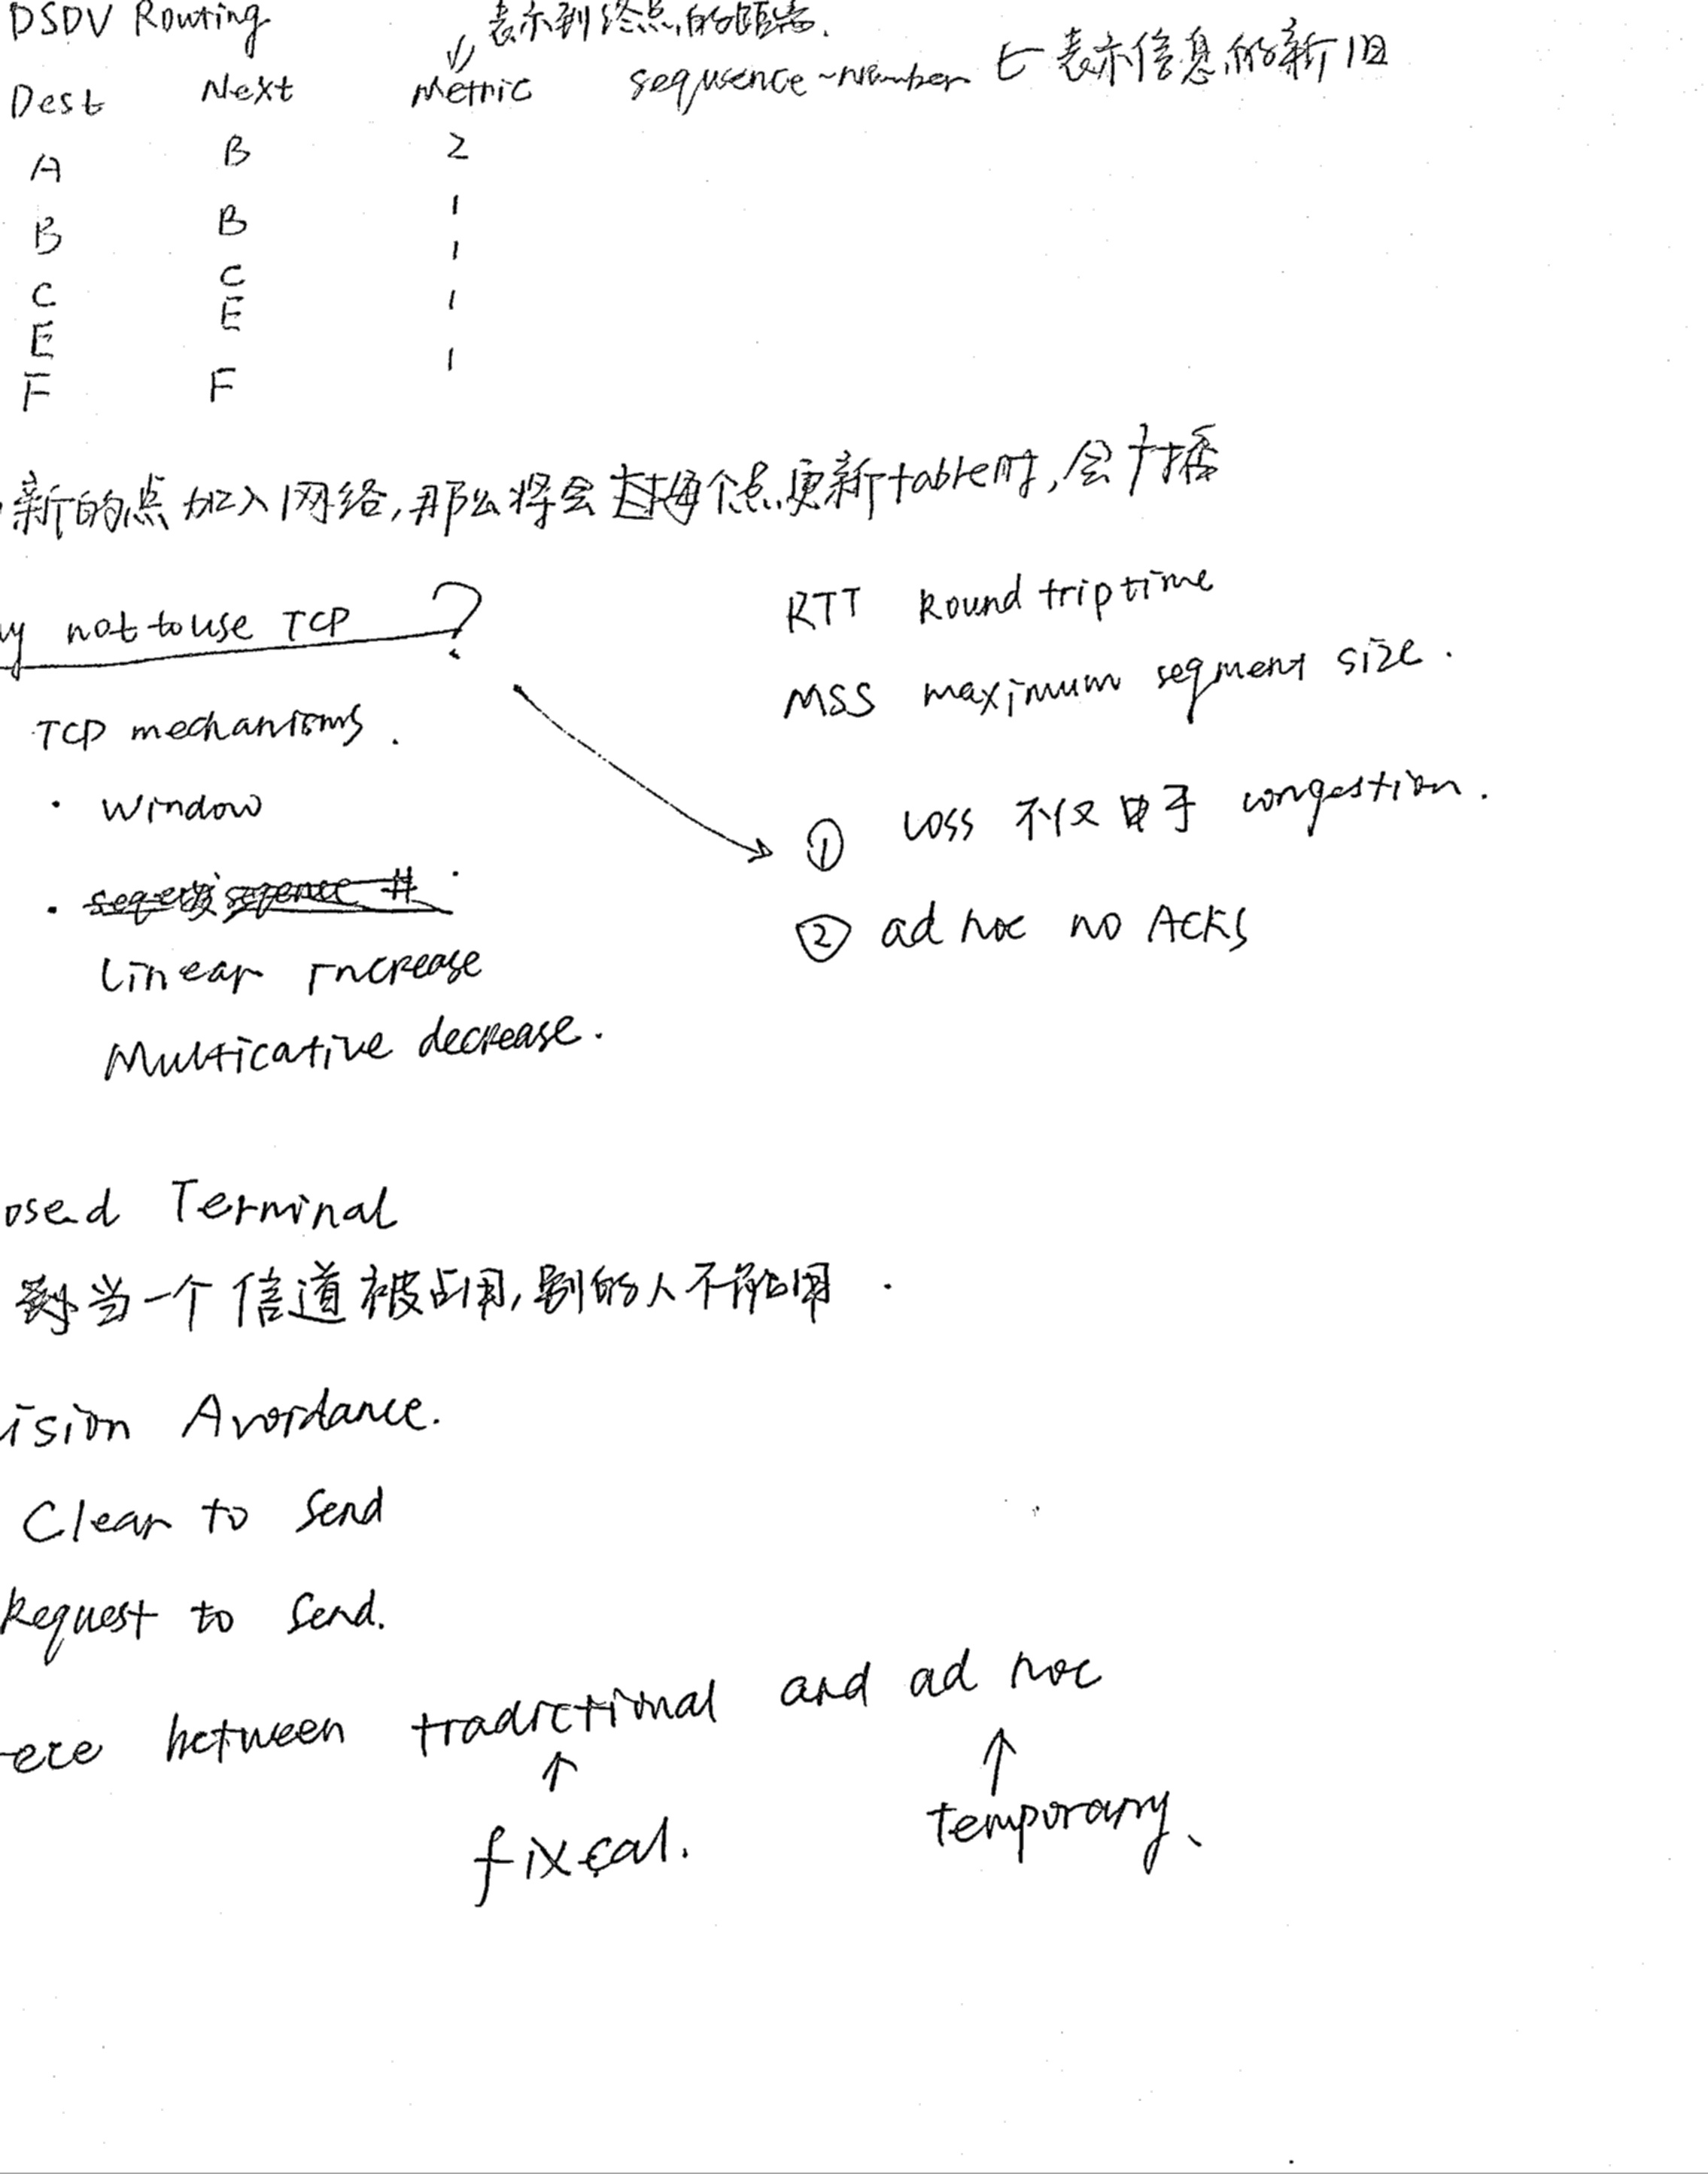 DSDV Routing
表示到终点的距离.
Dest Next Metric sequsence-number ← 表示信息的新旧
A B 2
B B 1
C C 1
E E 1
F F 1
新的点加入网络,那么将会 每个点更新table时,会广播
not to use TCP ?
RTT Round trip time
MSS maximum segment size.
TCP mechanisms.
· Window
① Loss 不仅由于 congestion.
② ad hoc no ACKs
Linear Increase
Multicative decrease.
osed Terminal
当一个信道被占用,别的人不能占用.
ision Avoidance.
Clear to Send
Request to Send.
ece between tradictional and ad hoc
↑ ↑
temporary、